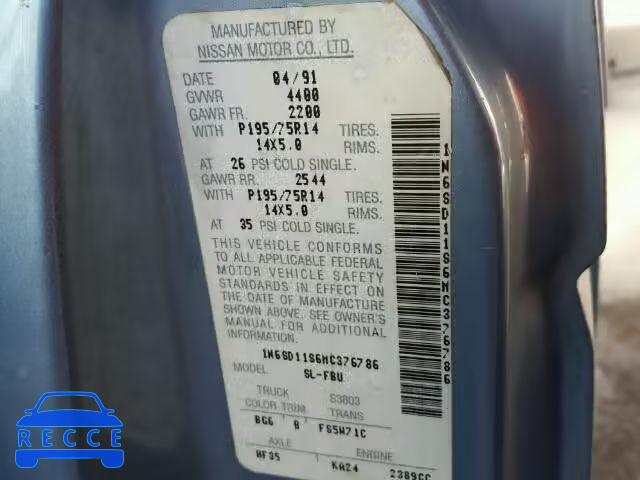 MANUFACTURED BY
NISSAN MOTOR CO., LTD.
DATE 04/91
GVWR 4400
GAWR FR. 2200
WITH P195/75R14 TIRES.
14X5.0 RIMS.
AT 26 PSI COLD SINGLE.
GAWR RR. 2544
WITH P195/75R14 TIRES.
14X5.0 RIMS.
AT 35 PSI COLD SINGLE.
THIS VEHICLE CONFORMS
TO ALL APPLICABLE FEDERAL
MOTOR VEHICLE SAFETY
STANDARDS IN EFFECT ON
THE DATE OF MANUFACTURE
SHOWN ABOVE. SEE OWNER'S
MANUAL FOR ADDITIONAL
INFORMATION.
1N6SD11S6MC376786
MODEL SL-FBU
TRUCK S3803
COLOR TRIM TRANS
BG6 B FS5W71C
AXLE ENGINE
HF35 KA24 2389CC
1N6SD11S6MC376786
EPICVIN